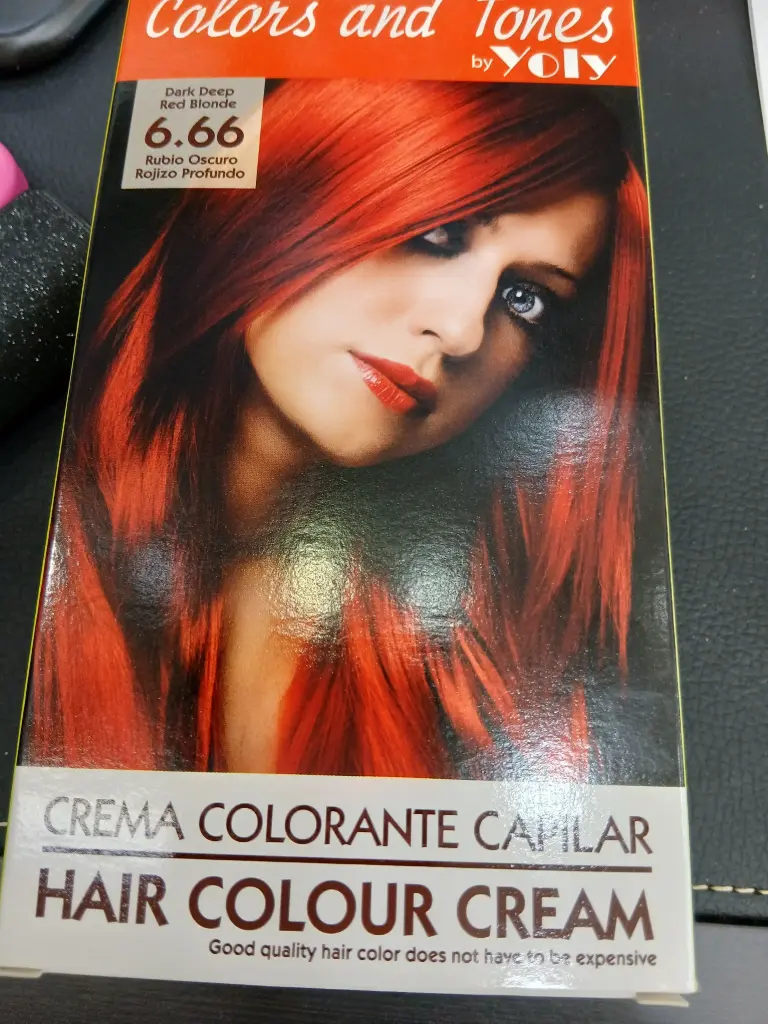 Colors and Tones
by Yoly
Dark Deep
Red Blonde
6.66
Rubio Oscuro
Rojizo Profundo
CREMA COLORANTE CAPILAR
HAIR COLOUR CREAM
Good quality hair color does not have to be expensive